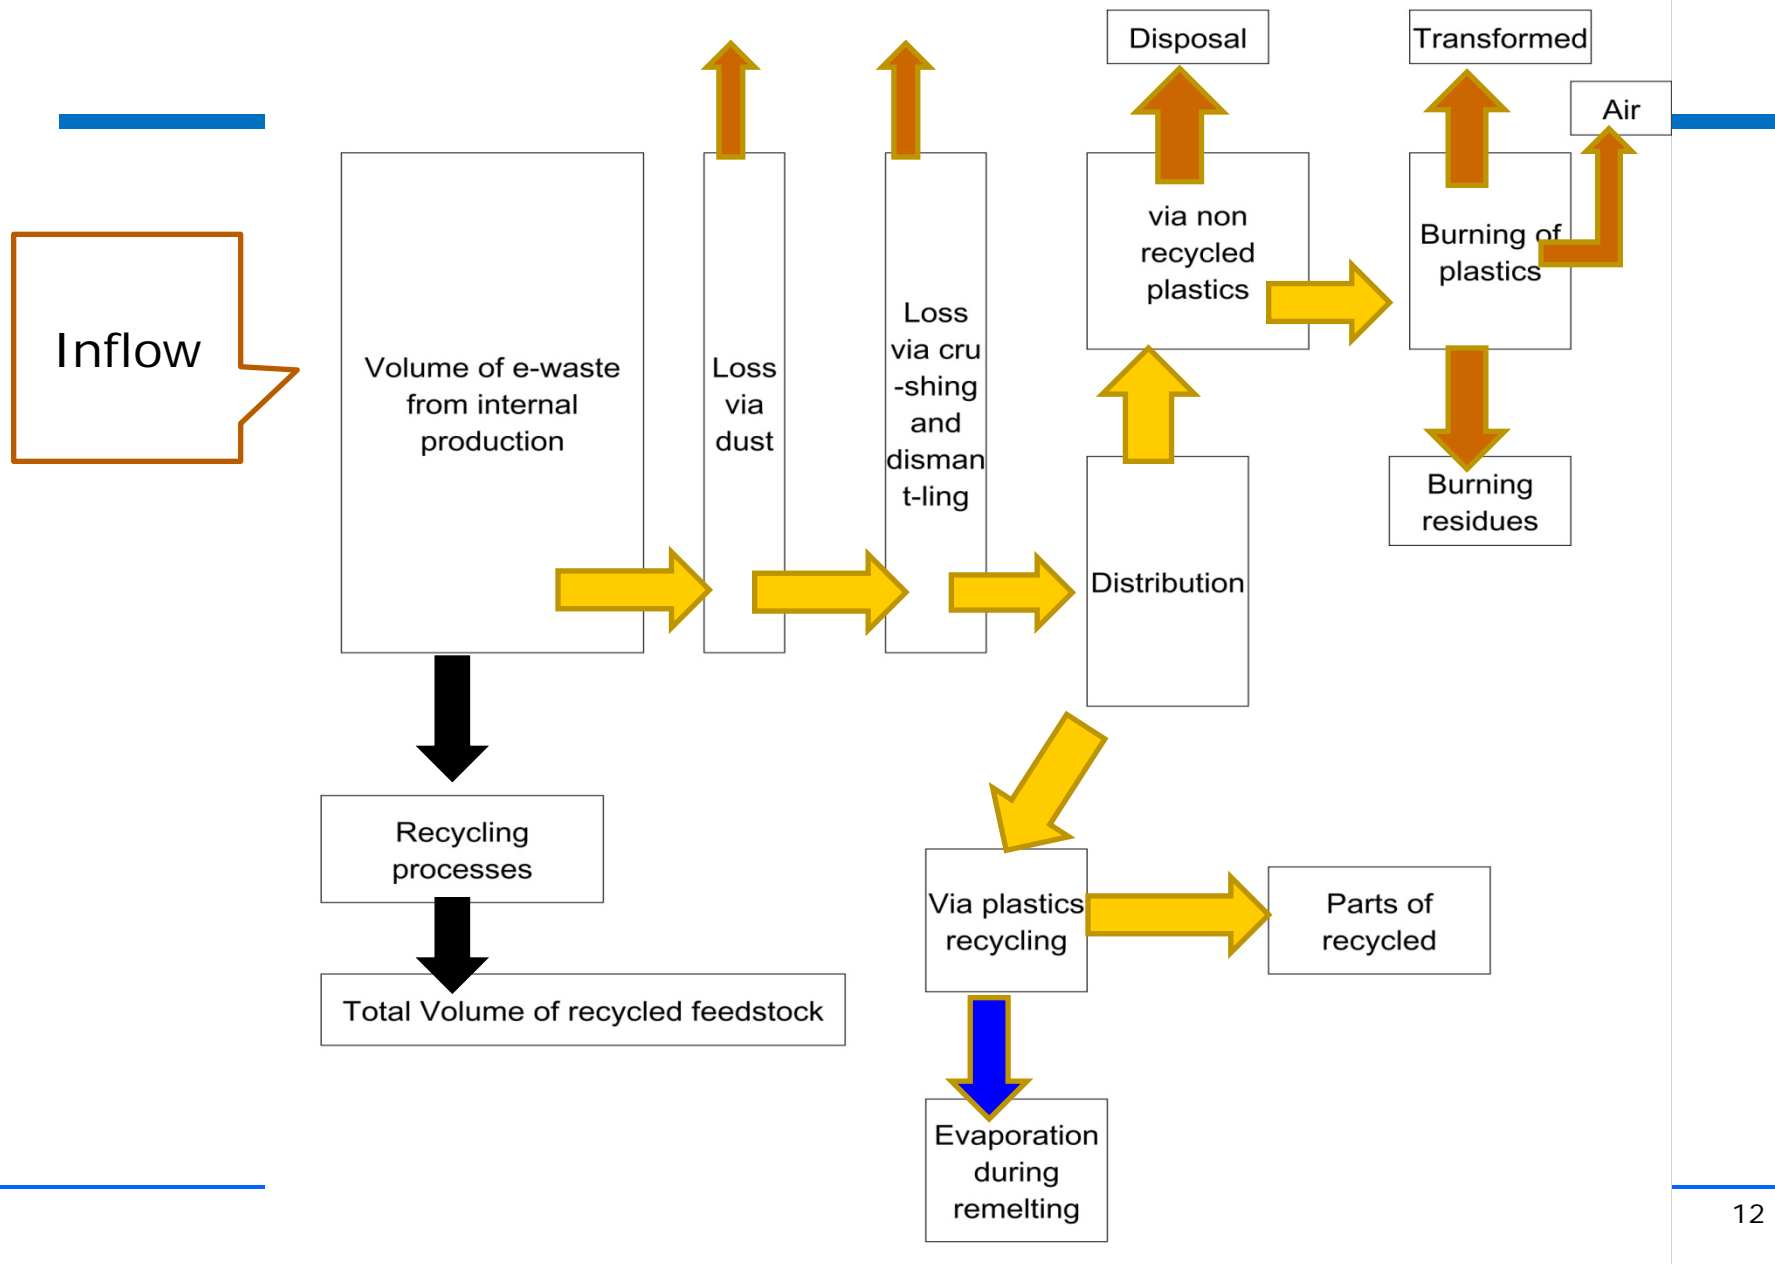 Disposal
Transformed
Air
Inflow
Volume of e-waste
from internal
production
Loss
via
dust
Loss
via cru
-shing
and
disman
t-ling
via non
recycled
plastics
Burning of
plastics
Distribution
Burning
residues
Recycling
processes
Total Volume of recycled feedstock
Via plastics
recycling
Parts of
recycled
Evaporation
during
remelting
12